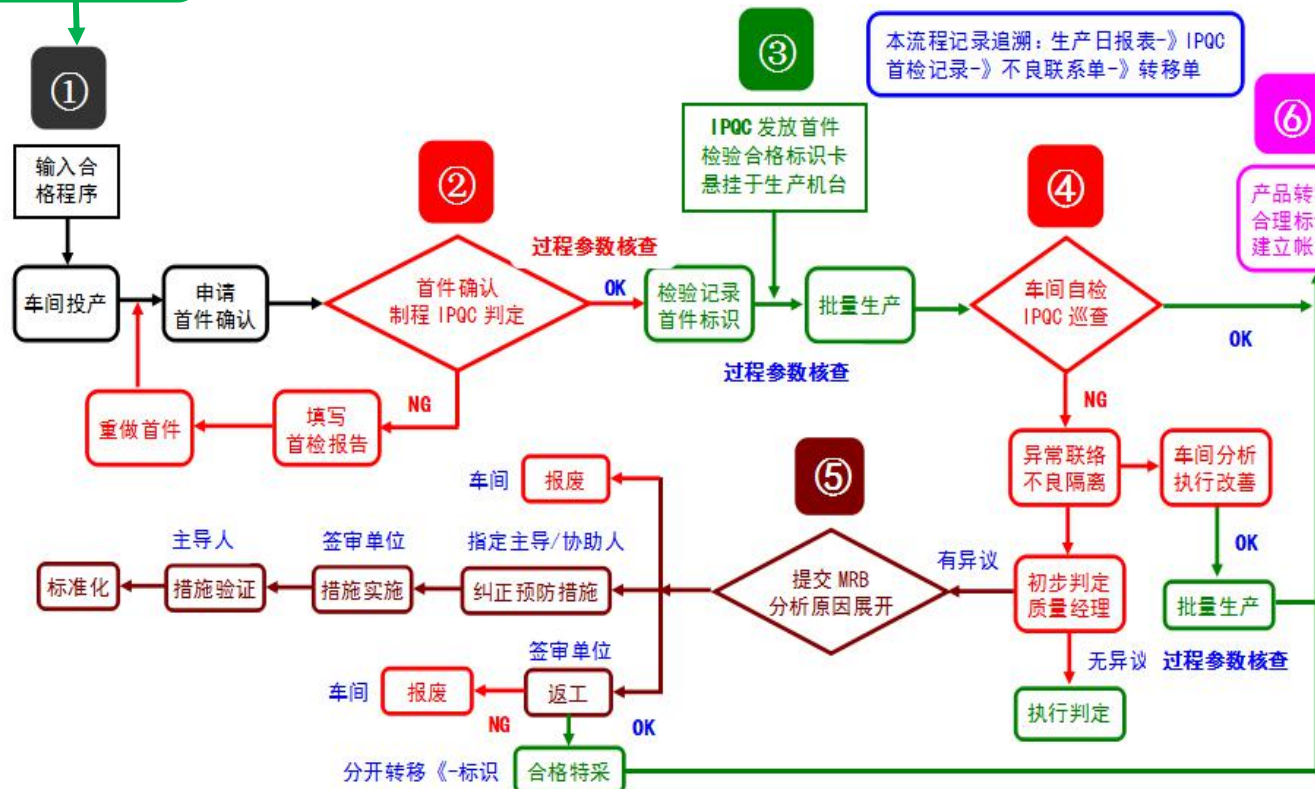 ①
输入合
格程序
车间投产
申请
首件确认
②
首件确认
制程 IPQC 判定
过程参数核查
OK
NG
填写
首检报告
重做首件
③
IPQC 发放首件
检验合格标识卡
悬挂于生产机台
检验记录
首件标识
批量生产
过程参数核查
本流程记录追溯：生产日报表-》IPQC
首检记录-》不良联系单-》转移单
④
车间自检
IPQC 巡查
OK
NG
⑥
产品转
合理标
建立帐
异常联络
不良隔离
车间分析
执行改善
OK
批量生产
过程参数核查
初步判定
质量经理
有异议
无异议
执行判定
⑤
提交 MRB
分析原因展开
车间
报废
指定主导/协助人
纠正预防措施
签审单位
措施实施
主导人
措施验证
标准化
签审单位
返工
NG
车间
报废
OK
分开转移《-标识
合格特采